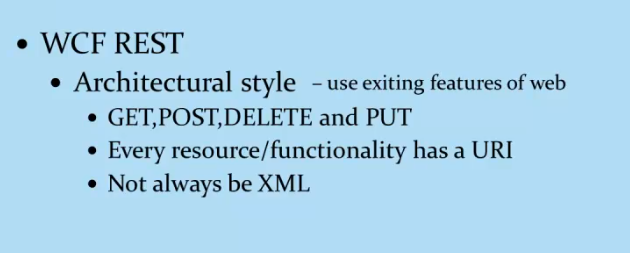 • WCF REST
• Architectural style – use exiting features of web
• GET,POST,DELETE and PUT
• Every resource/functionality has a URI
• Not always be XML